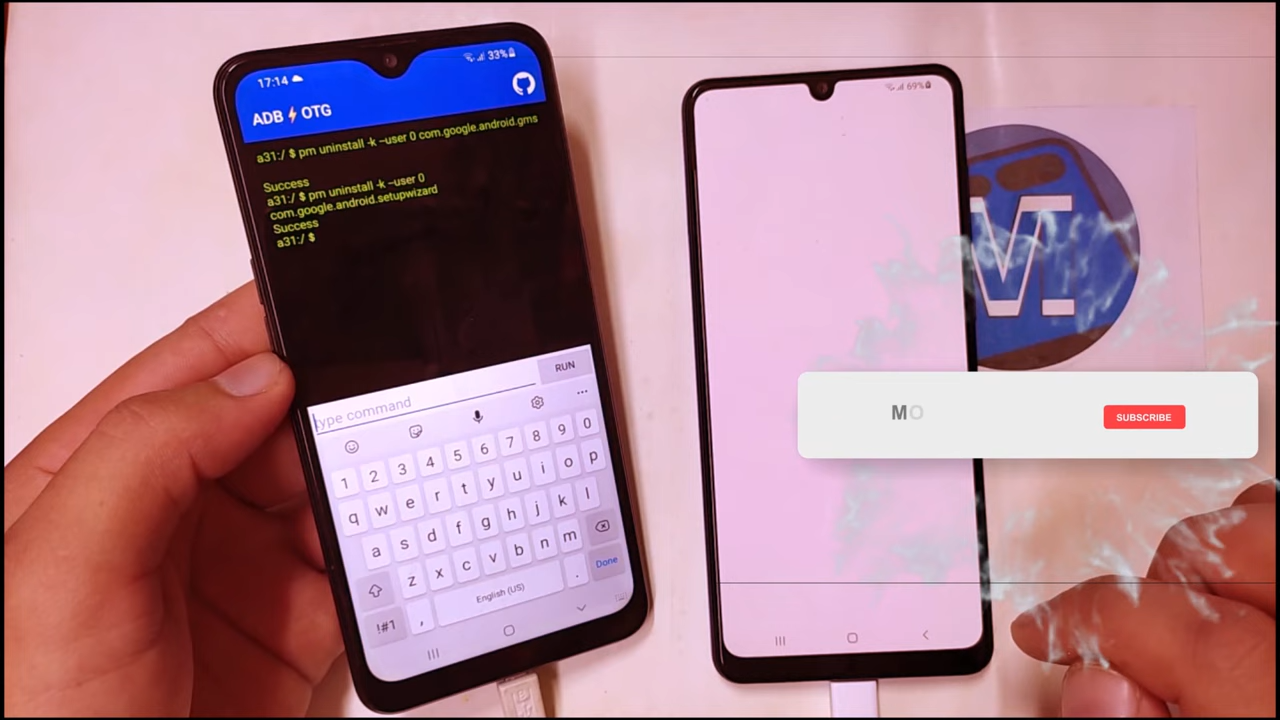 17:14
33%
ADB⚡OTG
a31:/ $ pm uninstall -k --user 0 com.google.android.gms
Success
a31:/ $ pm uninstall -k --user 0
com.google.android.setupwizard
Success
a31:/ $
type command
RUN
1 2 3 4 5 6 7 8 9 0
q w e r t y u i o p
a s d f g h j k l
z x c v b n m
!#1 , English (US) . Done
69%
M
MO
SUBSCRIBE